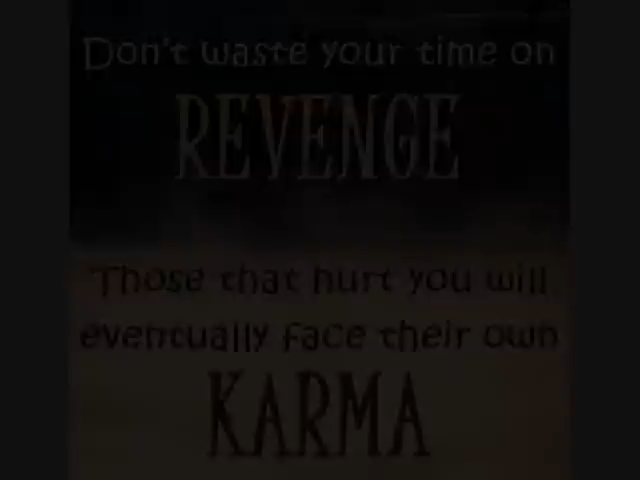 Don't waste your time on
REVENGE
Those that hurt you will
eventually face their own
KARMA